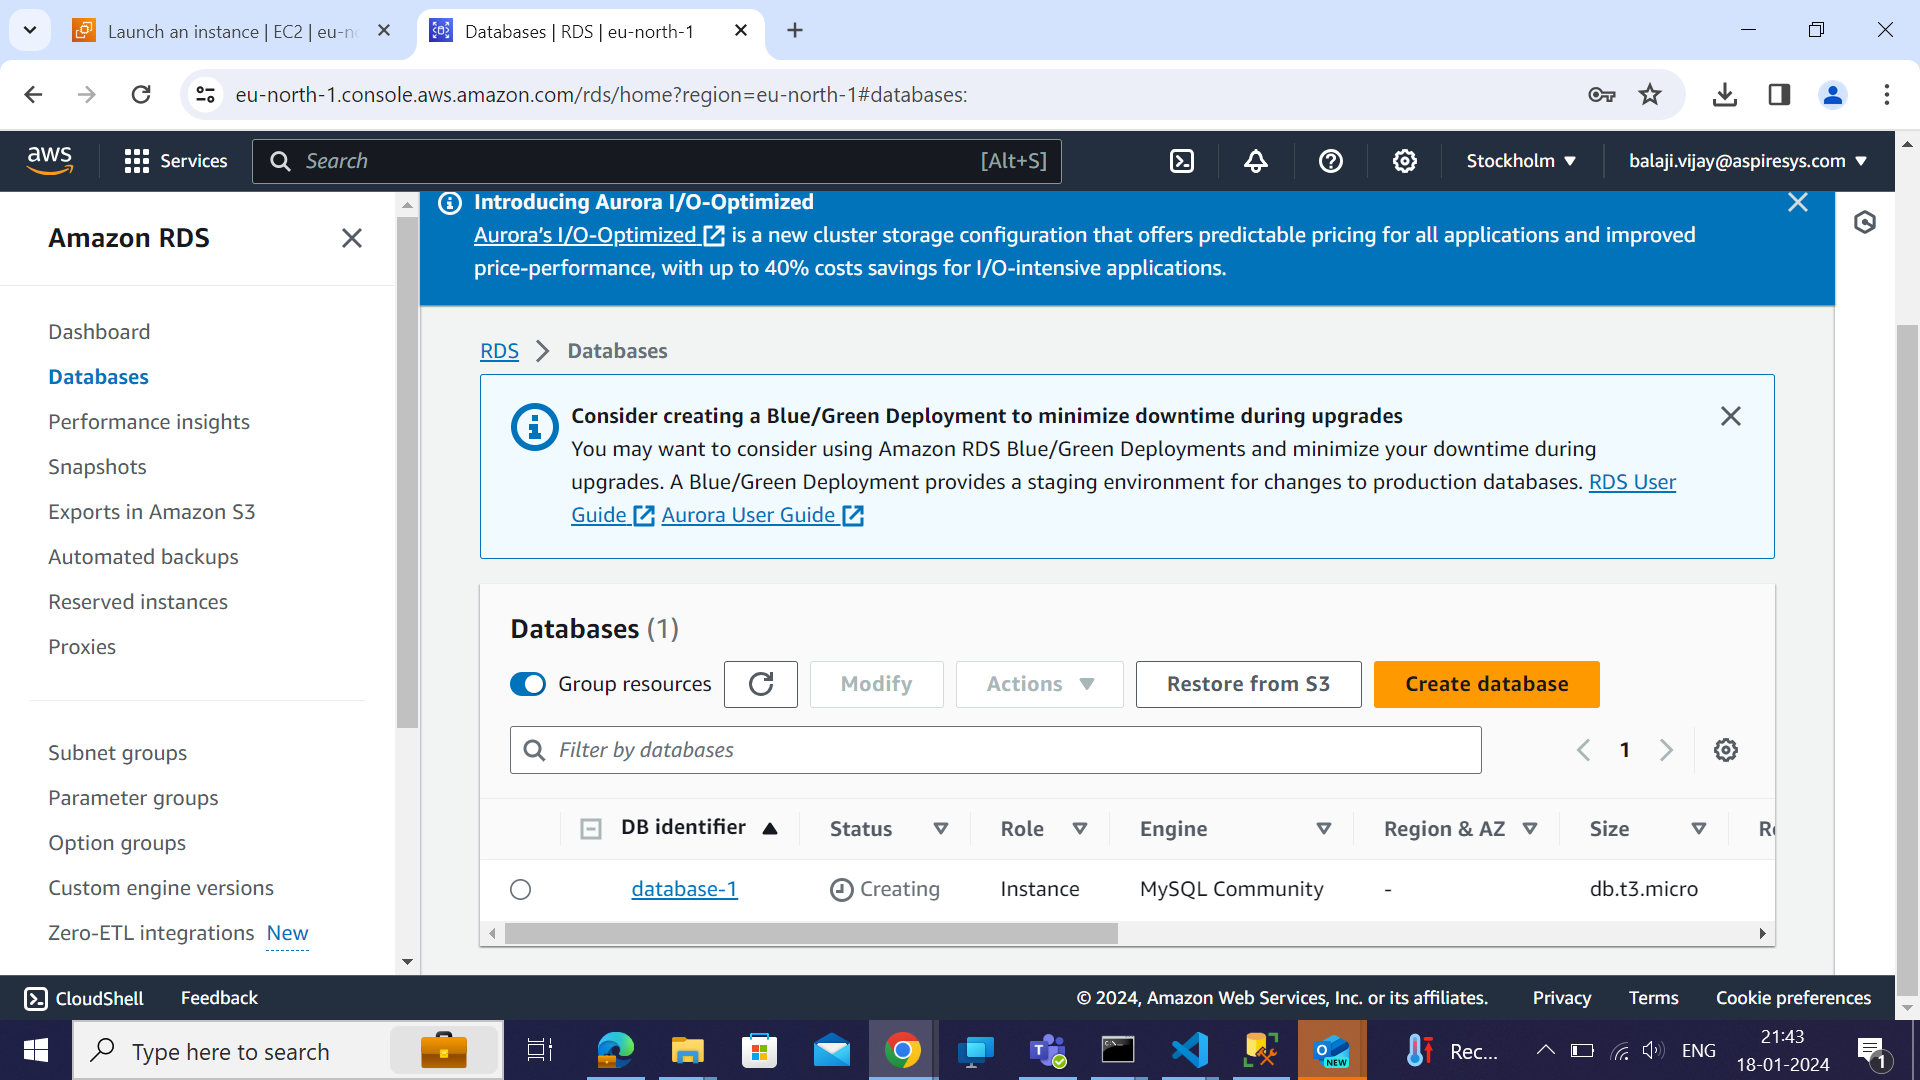 Launch an instance | EC2 | eu-no
Databases | RDS | eu-north-1
eu-north-1.console.aws.amazon.com/rds/home?region=eu-north-1#databases:
aws
Services
Search
[Alt+S]
Stockholm
balaji.vijay@aspiresys.com
Amazon RDS
Dashboard
Databases
Performance insights
Snapshots
Exports in Amazon S3
Automated backups
Reserved instances
Proxies
Subnet groups
Parameter groups
Option groups
Custom engine versions
Zero-ETL integrations New
Introducing Aurora I/O-Optimized
Aurora's I/O-Optimized is a new cluster storage configuration that offers predictable pricing for all applications and improved
price-performance, with up to 40% costs savings for I/O-intensive applications.
RDS > Databases
Consider creating a Blue/Green Deployment to minimize downtime during upgrades
You may want to consider using Amazon RDS Blue/Green Deployments and minimize your downtime during
upgrades. A Blue/Green Deployment provides a staging environment for changes to production databases. RDS User
Guide Aurora User Guide
Databases (1)
Group resources
Modify
Actions
Restore from S3
Create database
Filter by databases
1
DB identifier Status Role Engine Region & AZ Size
database-1 Creating Instance MySQL Community - db.t3.micro
CloudShell
Feedback
© 2024, Amazon Web Services, Inc. or its affiliates.
Privacy
Terms
Cookie preferences
Type here to search
NEW
Rec...
ENG
21:43
18-01-2024
1